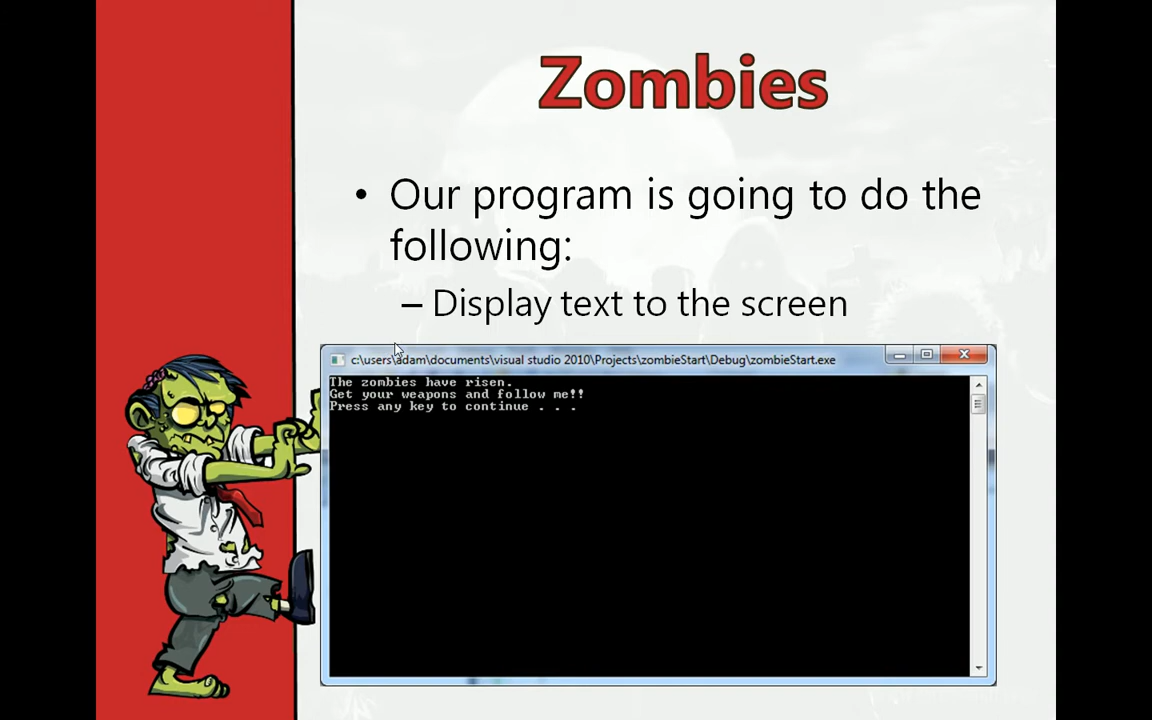 Zombies
• Our program is going to do the
following:
– Display text to the screen
c:\users\adam\documents\visual studio 2010\Projects\zombieStart\Debug\zombieStart.exe
The zombies have risen.
Get your weapons and follow me!!
Press any key to continue . . .